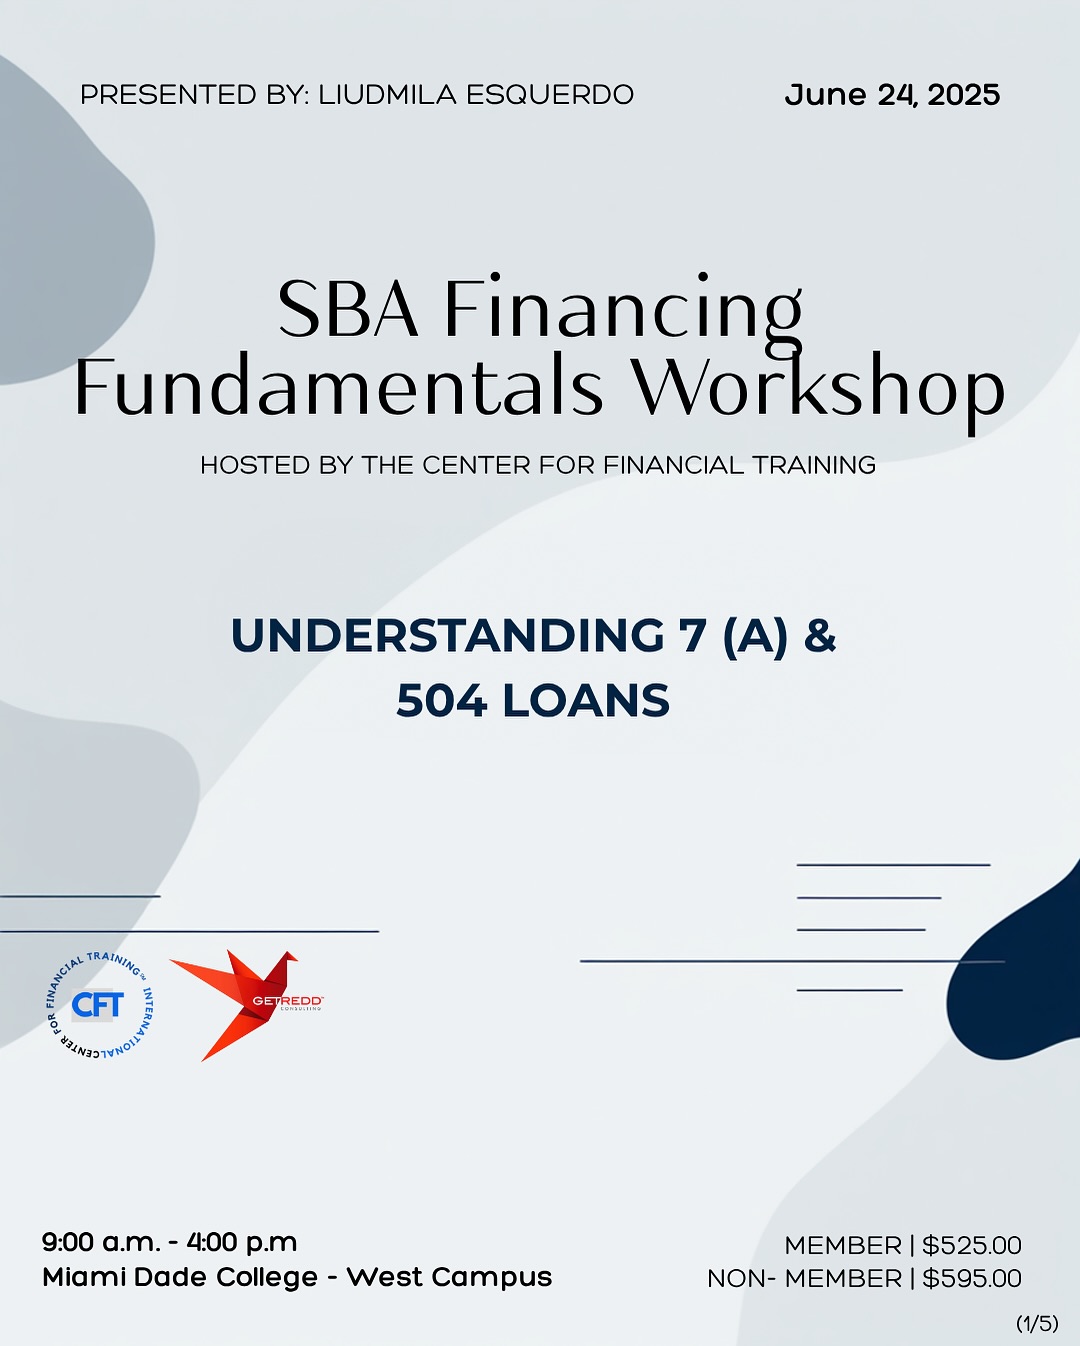 PRESENTED BY: LIUDMILA ESQUERDO
June 24, 2025
SBA Financing
Fundamentals Workshop
HOSTED BY THE CENTER FOR FINANCIAL TRAINING
UNDERSTANDING 7 (A) &
504 LOANS
CENTER FOR FINANCIAL TRAINING℠ INTERNATIONAL
CFT
GETREDD™
CONSULTING
9:00 a.m. - 4:00 p.m
Miami Dade College - West Campus
MEMBER | $525.00
NON- MEMBER | $595.00
(1/5)